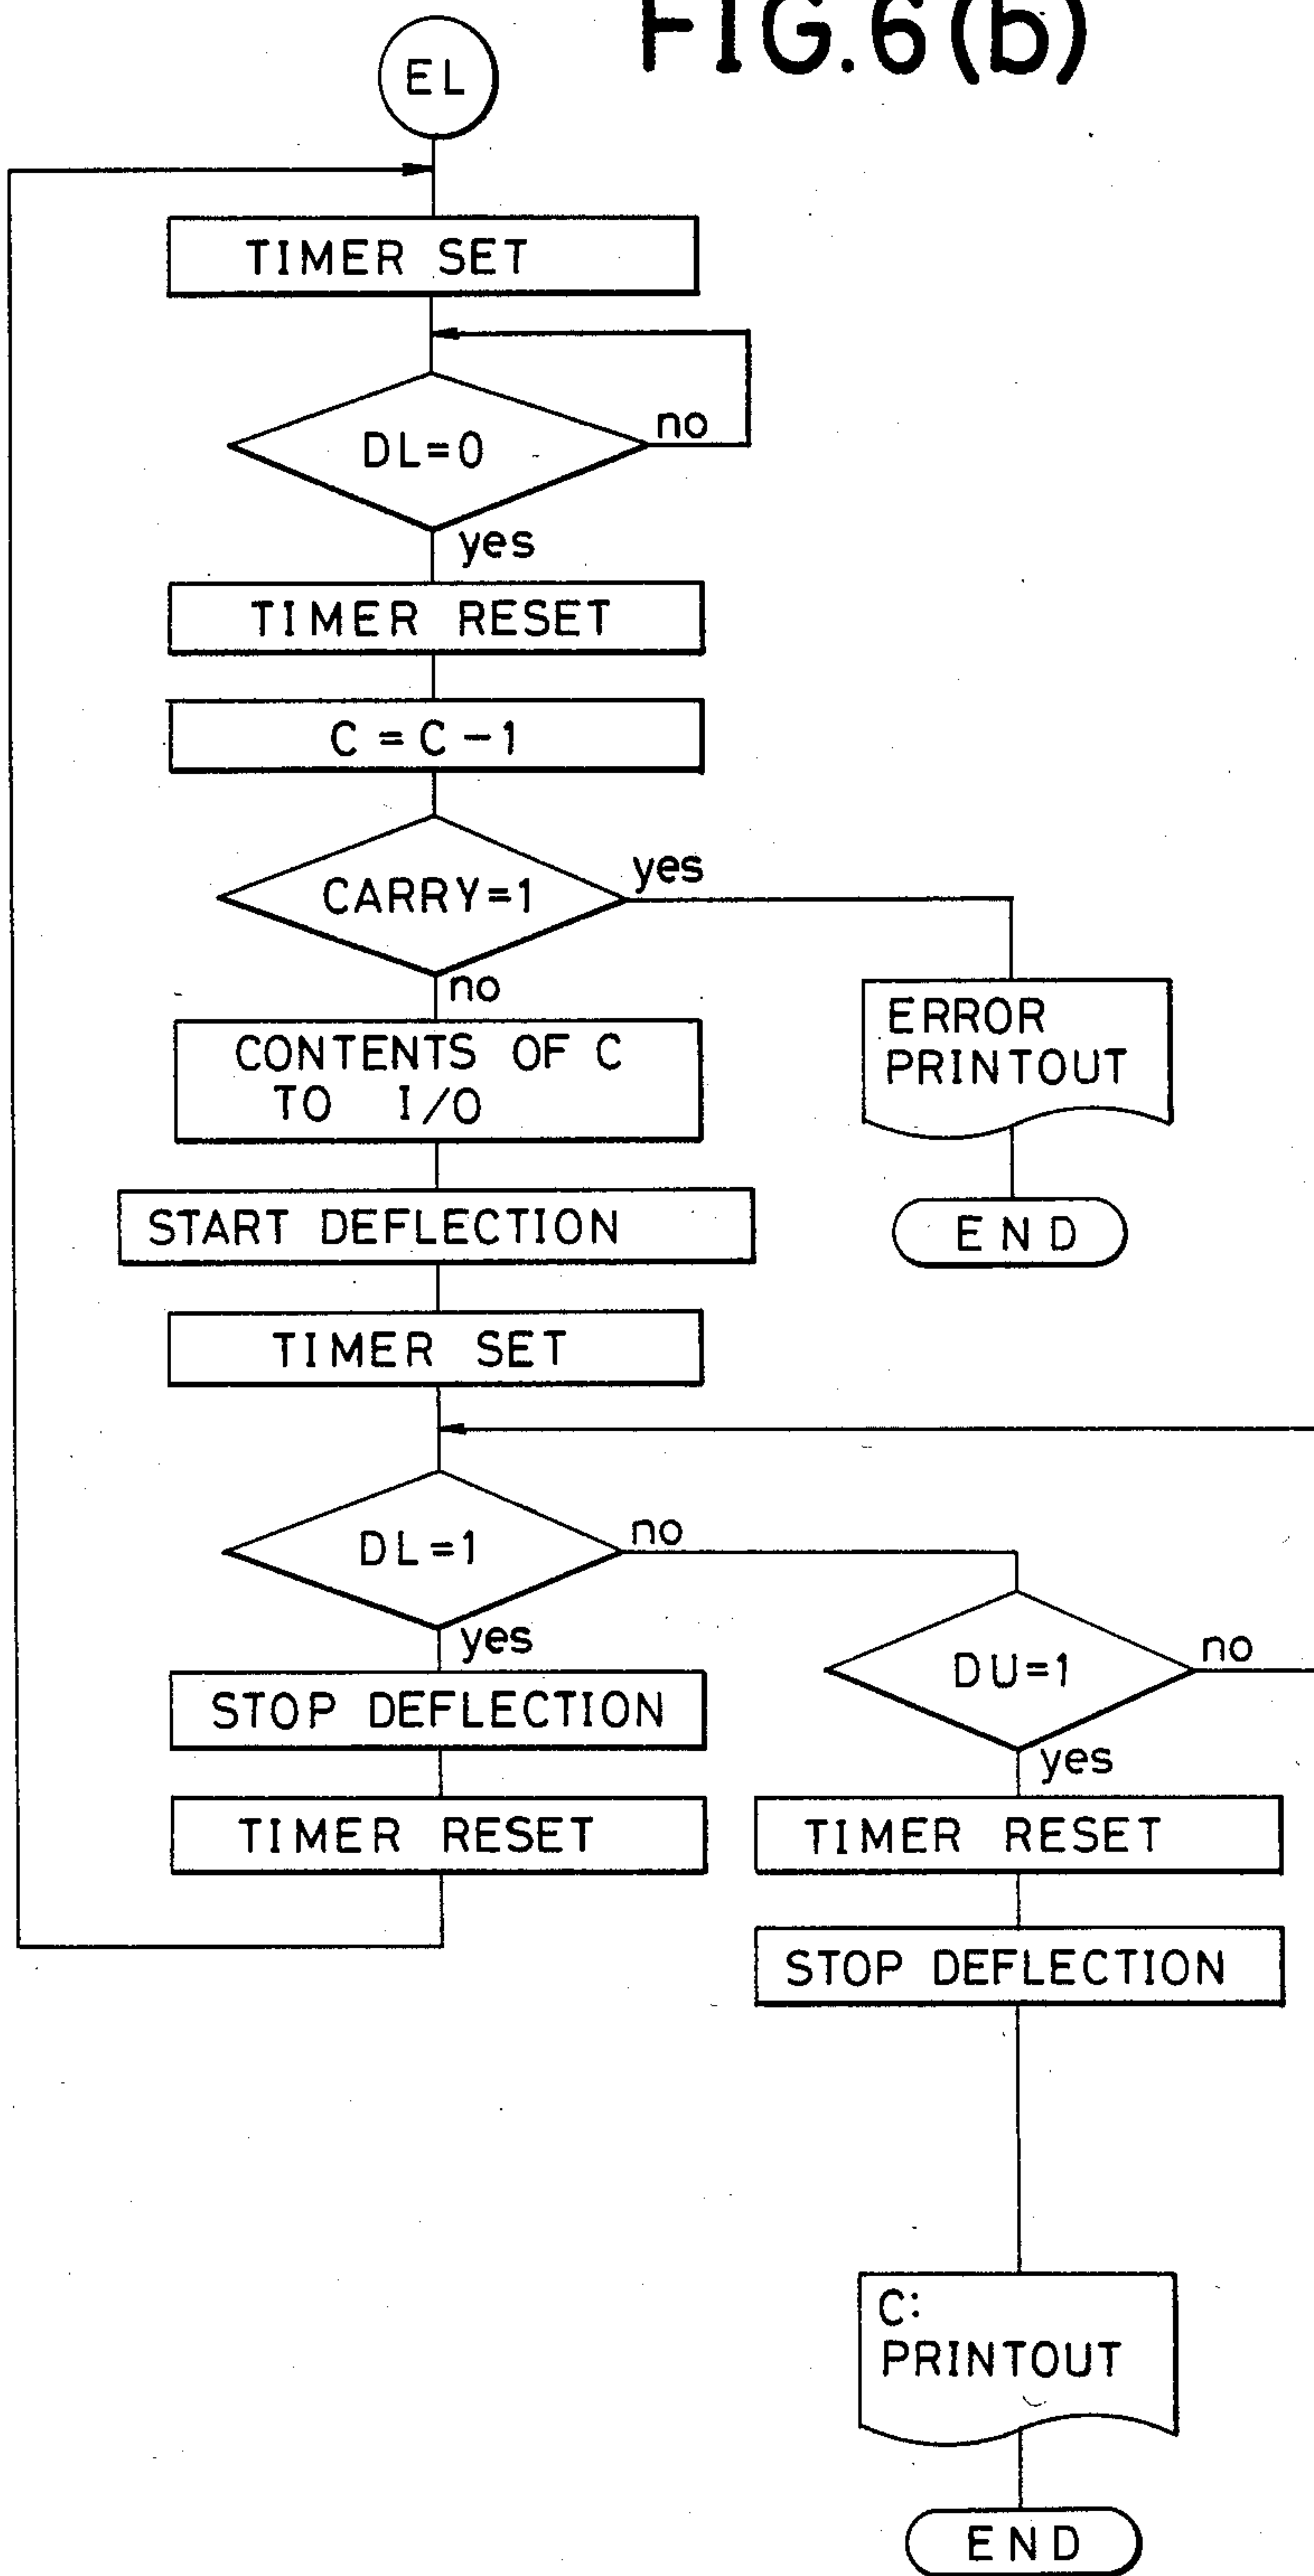 FIG.6(b)
EL
TIMER SET
DL=0
no
yes
TIMER RESET
C = C - 1
CARRY=1
yes
no
ERROR
PRINTOUT
END
CONTENTS OF C
TO I/O
START DEFLECTION
TIMER SET
DL=1
no
yes
DU=1
no
yes
STOP DEFLECTION
TIMER RESET
TIMER RESET
STOP DEFLECTION
C:
PRINTOUT
END